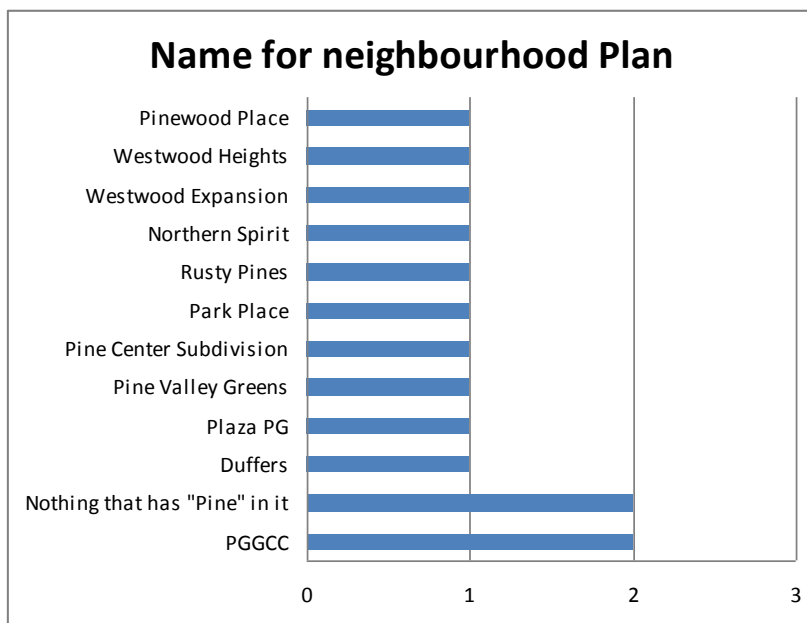 Name for neighbourhood Plan
Pinewood Place
Westwood Heights
Westwood Expansion
Northern Spirit
Rusty Pines
Park Place
Pine Center Subdivision
Pine Valley Greens
Plaza PG
Duffers
Nothing that has "Pine" in it
PGGCC
0 1 2 3